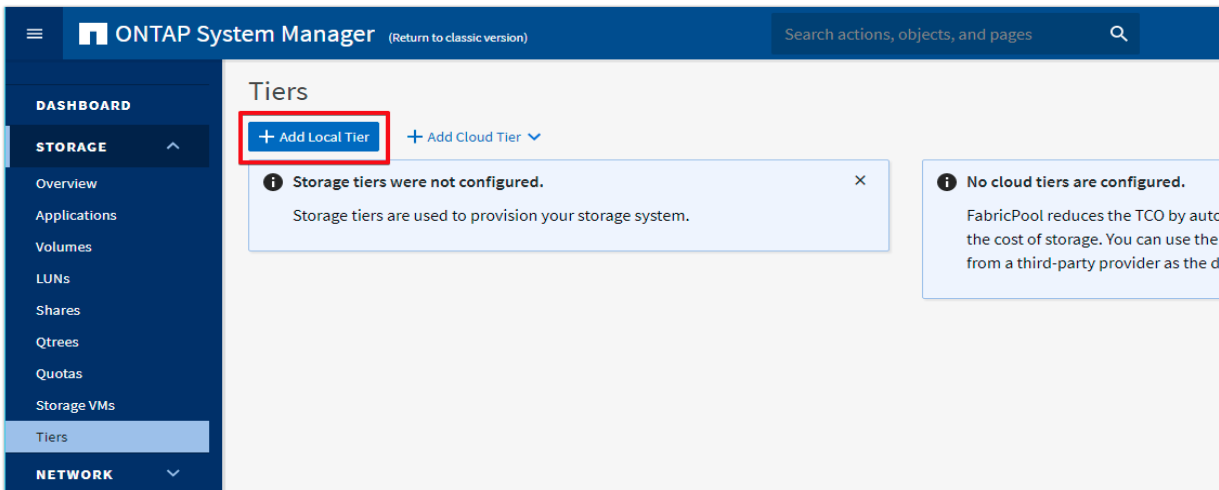 ONTAP System Manager (Return to classic version)
Search actions, objects, and pages
DASHBOARD
STORAGE
Overview
Applications
Volumes
LUNs
Shares
Qtrees
Quotas
Storage VMs
Tiers
NETWORK
Tiers
+ Add Local Tier
+ Add Cloud Tier
Storage tiers were not configured.
Storage tiers are used to provision your storage system.
No cloud tiers are configured.
FabricPool reduces the TCO by auto
the cost of storage. You can use the
from a third-party provider as the d